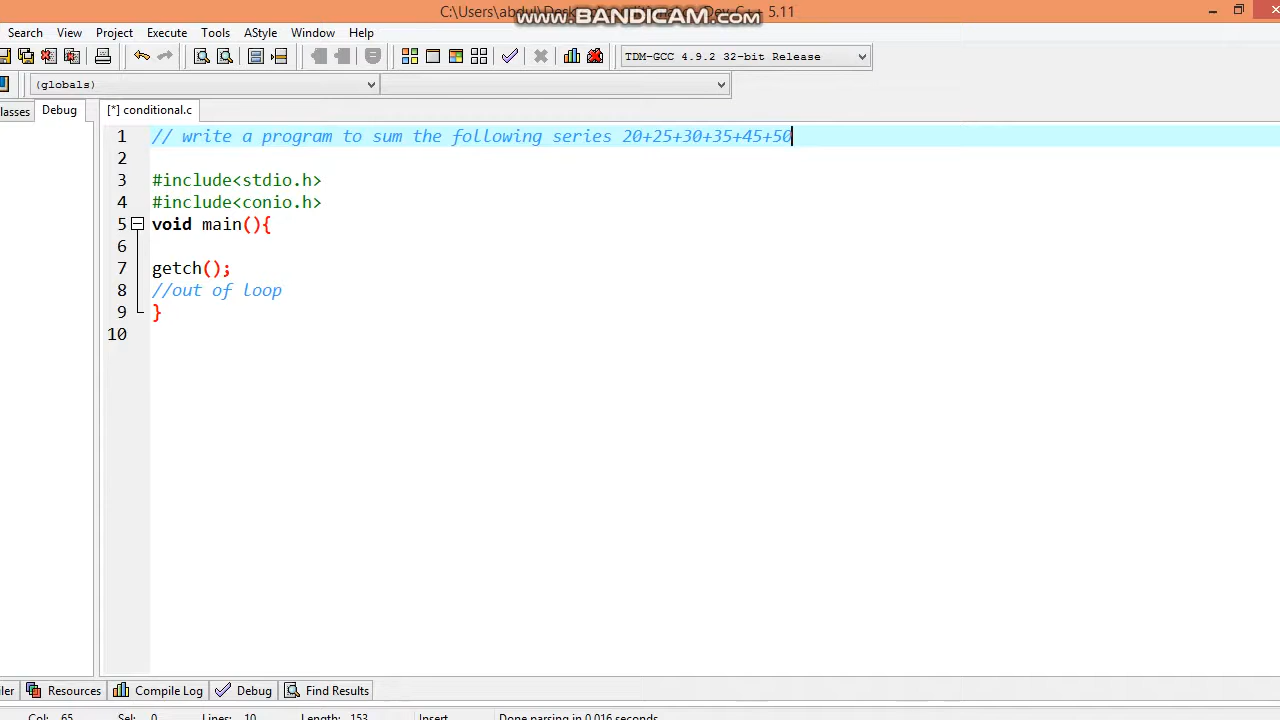 C:\Users\abdul\Des
www.BANDICAM.com
Dev-C++ 5.11
Search View Project Execute Tools AStyle Window Help
TDM-GCC 4.9.2 32-bit Release
(globals)
Debug [*] conditional.c
1 // write a program to sum the following series 20+25+30+35+45+50
2
3 #include<stdio.h>
4 #include<conio.h>
5 void main(){
6
7 getch();
8 //out of loop
9 }
10
Resources Compile Log Debug Find Results
Col: 65 Sel: 0 Lines: 10 Length: 153 Insert Done parsing in 0.016 seconds